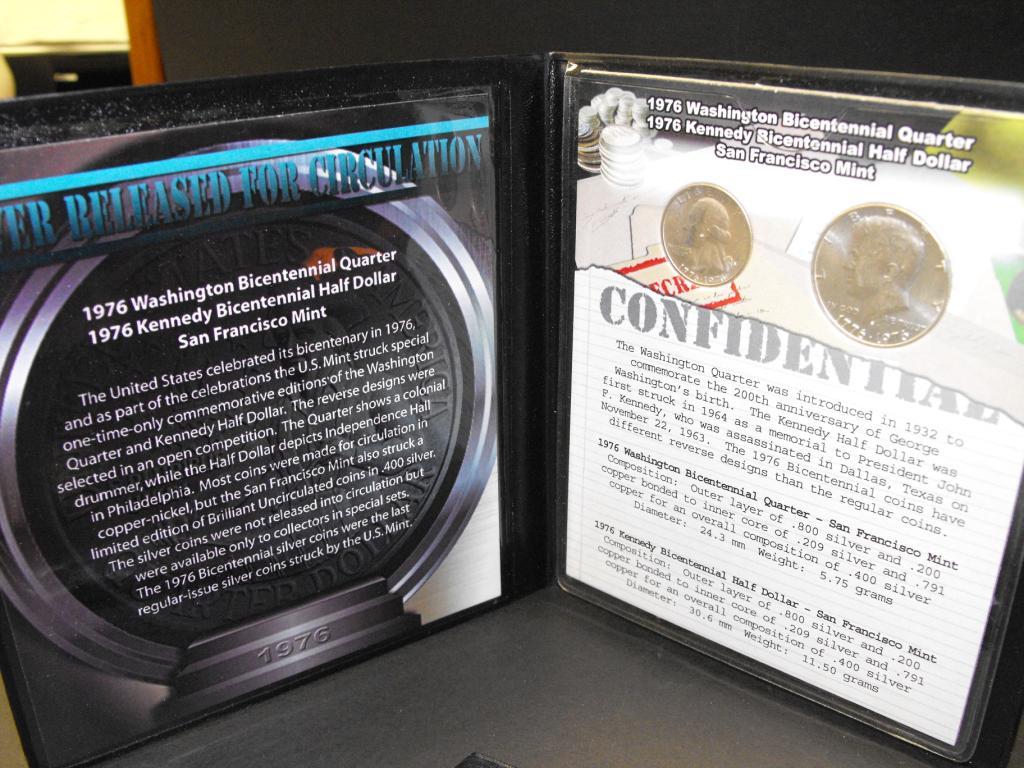 RELEASED FOR CIRCULATION
1976 Washington Bicentennial Quarter
1976 Kennedy Bicentennial Half Dollar
San Francisco Mint
The United States celebrated its bicentenary in 1976,
and as part of the celebrations the U.S. Mint struck special
one-time-only commemorative editions of the Washington
Quarter and Kennedy Half Dollar. The reverse designs were
selected in an open competition. The Quarter shows a colonial
drummer, while the Half Dollar depicts Independence Hall
in Philadelphia. Most coins were made for circulation in
copper-nickel, but the San Francisco Mint also struck a
limited edition of Brilliant Uncirculated coins in .400 silver.
The silver coins were not released into circulation but
were available only to collectors in special sets.
The 1976 Bicentennial silver coins were the last
regular-issue silver coins struck by the U.S. Mint.
1976
1976 Washington Bicentennial Quarter
1976 Kennedy Bicentennial Half Dollar
San Francisco Mint
1776-1976
1776-1976
CONFIDENTIAL
The Washington Quarter was introduced in 1932 to
commemorate the 200th anniversary of George
Washington's birth. The Kennedy Half Dollar was
first struck in 1964 as a memorial to President John
F. Kennedy, who was assassinated in Dallas, Texas on
November 22, 1963. The 1976 Bicentennial coins have
different reverse designs than the regular coins.
1976 Washington Bicentennial Quarter - San Francisco Mint
Composition: Outer layer of .800 silver and .200
copper bonded to inner core of .209 silver and .791
copper for an overall composition of .400 silver
Diameter: 24.3 mm Weight: 5.75 grams
1976 Kennedy Bicentennial Half Dollar - San Francisco Mint
Composition: Outer layer of .800 silver and .200
copper bonded to inner core of .209 silver and .791
copper for an overall composition of .400 silver
Diameter: 30.6 mm Weight: 11.50 grams